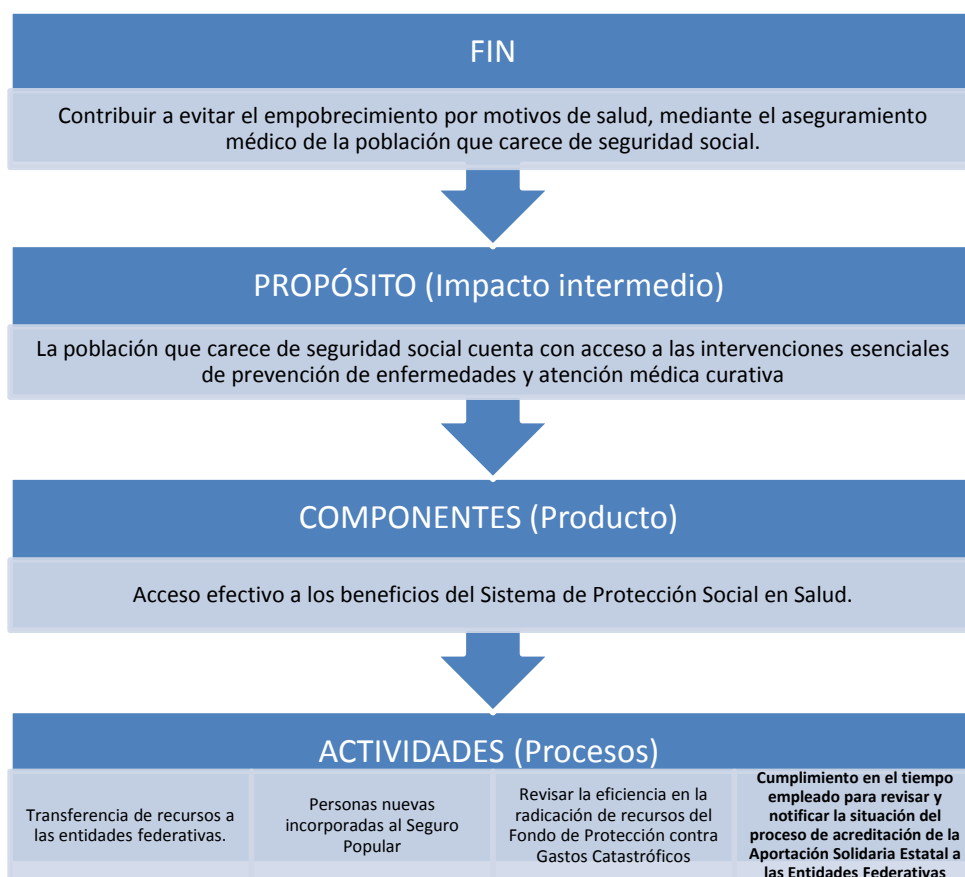 FIN
Contribuir a evitar el empobrecimiento por motivos de salud, mediante el aseguramiento
médico de la población que carece de seguridad social.
PROPÓSITO (Impacto intermedio)
La población que carece de seguridad social cuenta con acceso a las intervenciones esenciales
de prevención de enfermedades y atención médica curativa
COMPONENTES (Producto)
Acceso efectivo a los beneficios del Sistema de Protección Social en Salud.
ACTIVIDADES (Procesos)
Transferencia de recursos a
las entidades federativas.
Personas nuevas
incorporadas al Seguro
Popular
Revisar la eficiencia en la
radicación de recursos del
Fondo de Protección contra
Gastos Catastróficos
Cumplimiento en el tiempo
empleado para revisar y
notificar la situación del
proceso de acreditación de la
Aportación Solidaria Estatal a
las Entidades Federativas